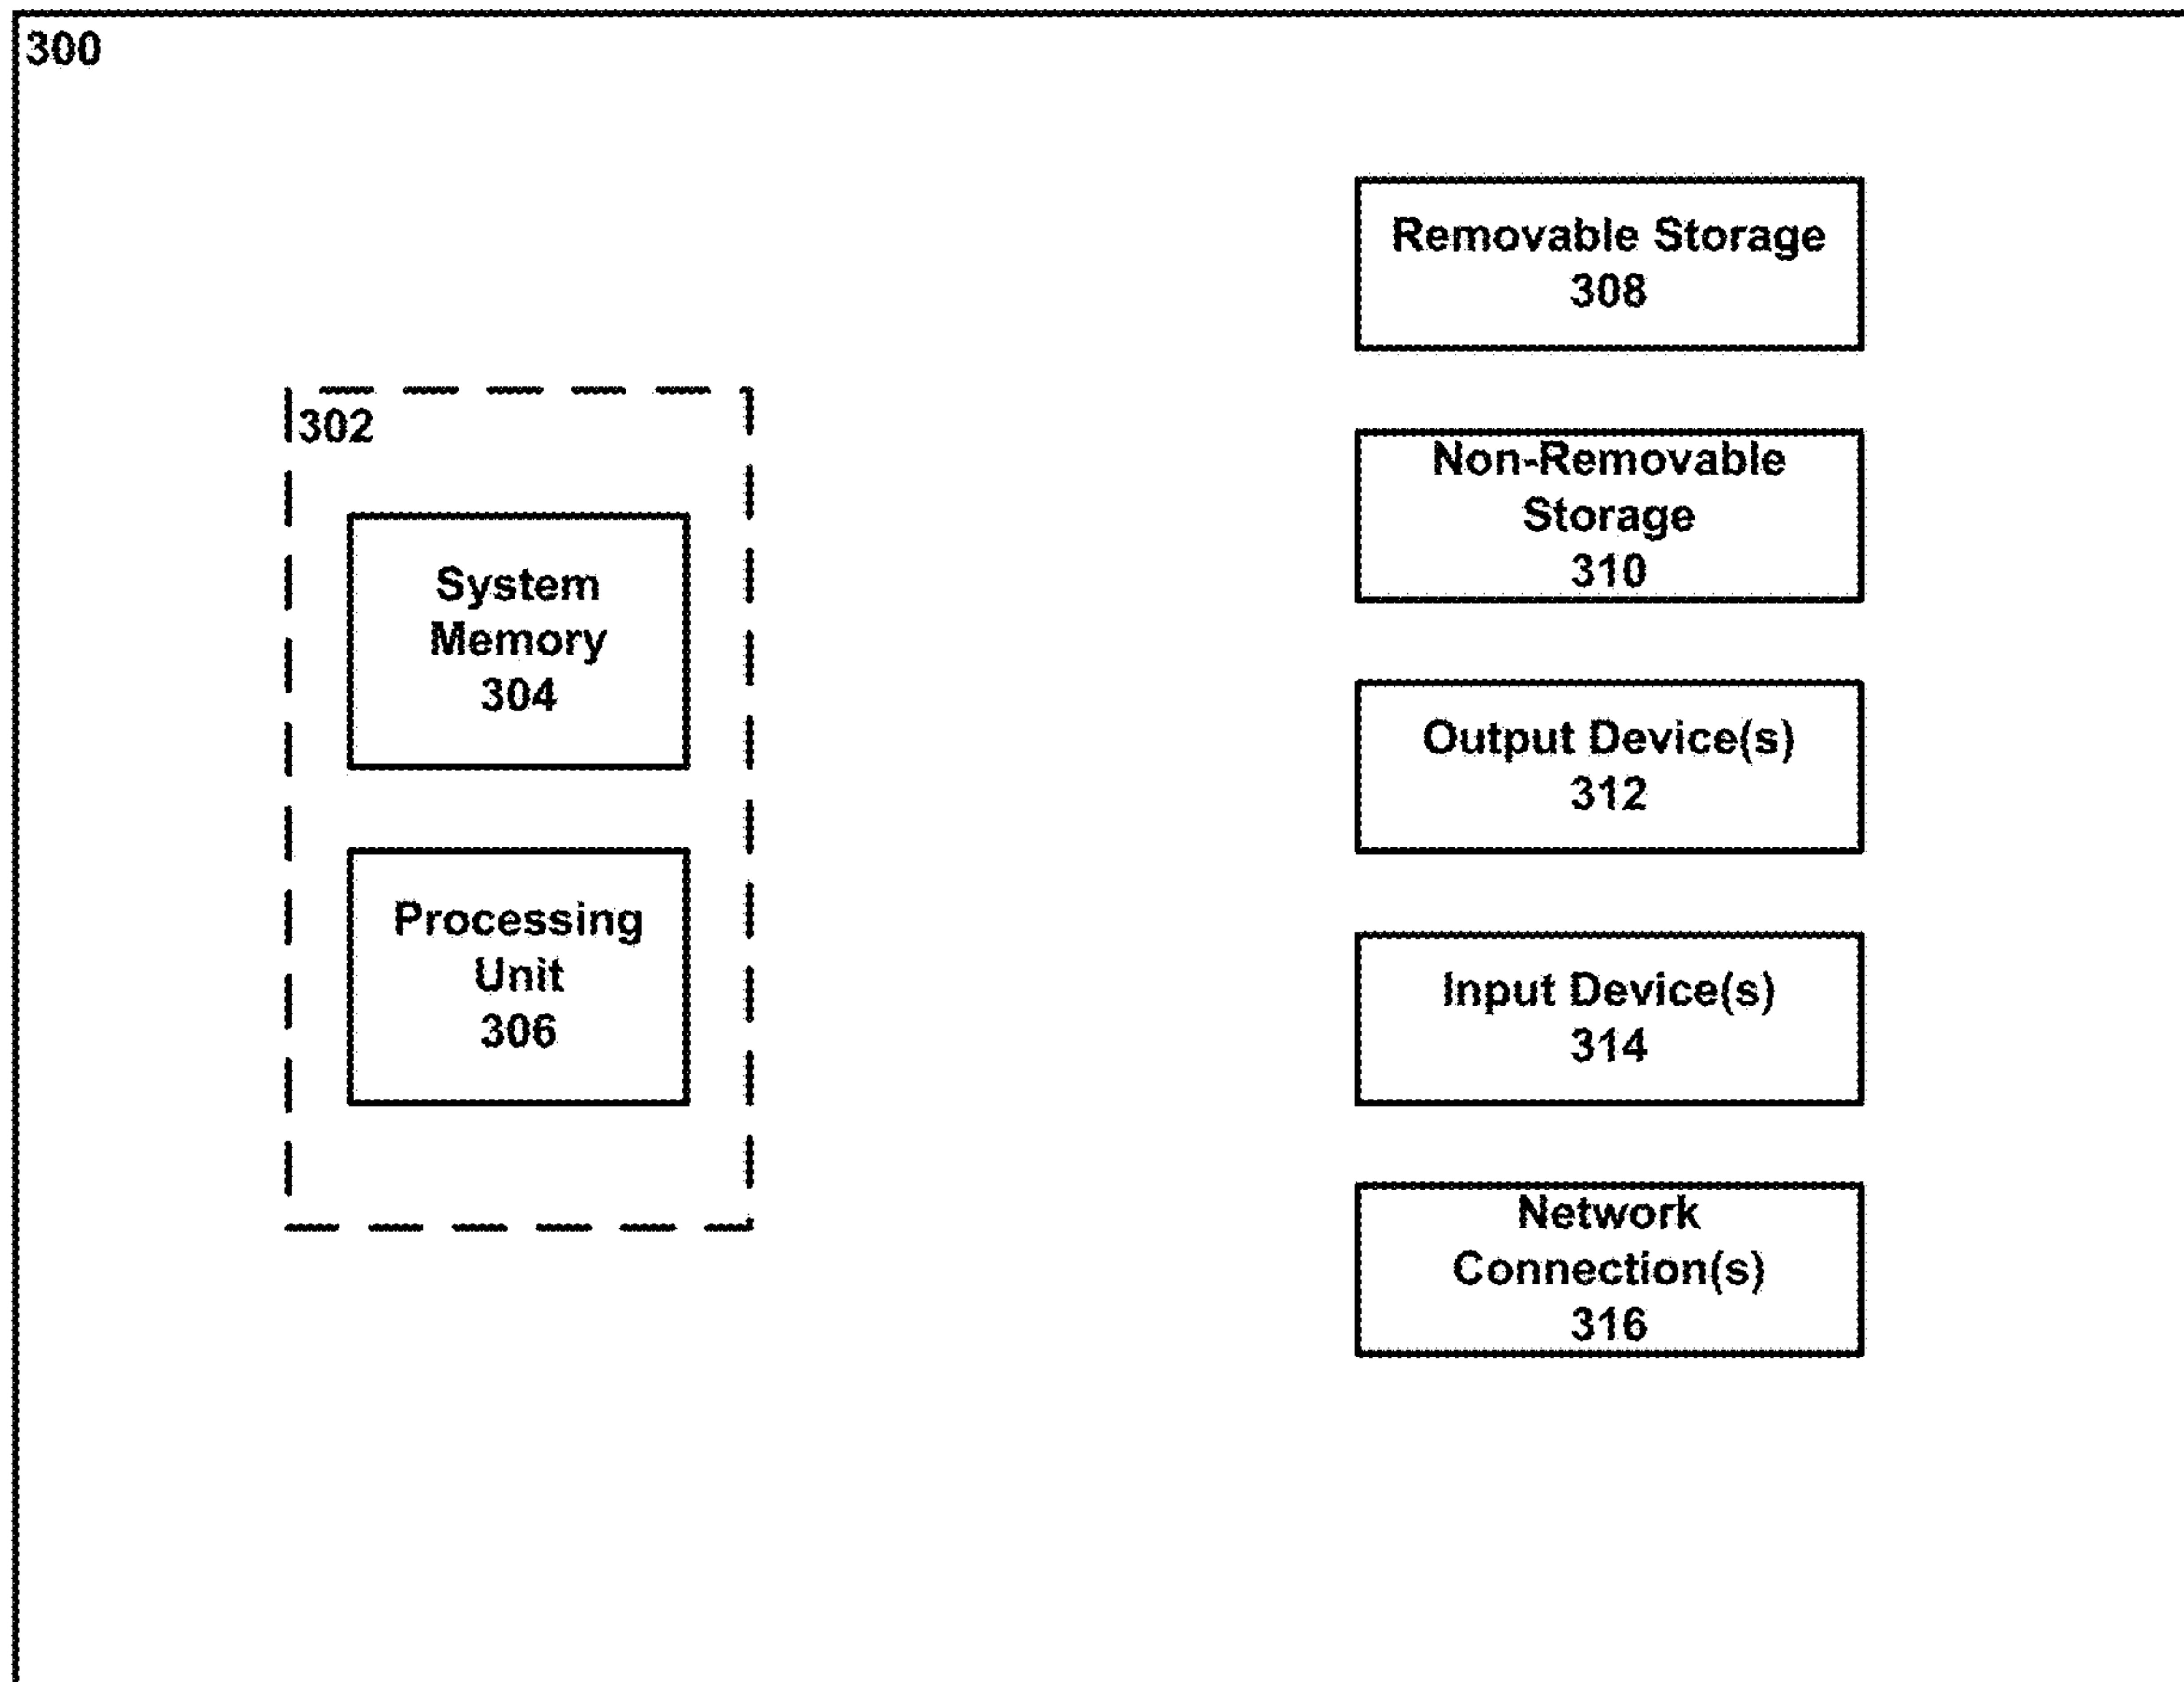 300
302
System
Memory
304
Processing
Unit
306
Removable Storage
308
Non-Removable
Storage
310
Output Device(s)
312
Input Device(s)
314
Network
Connection(s)
316